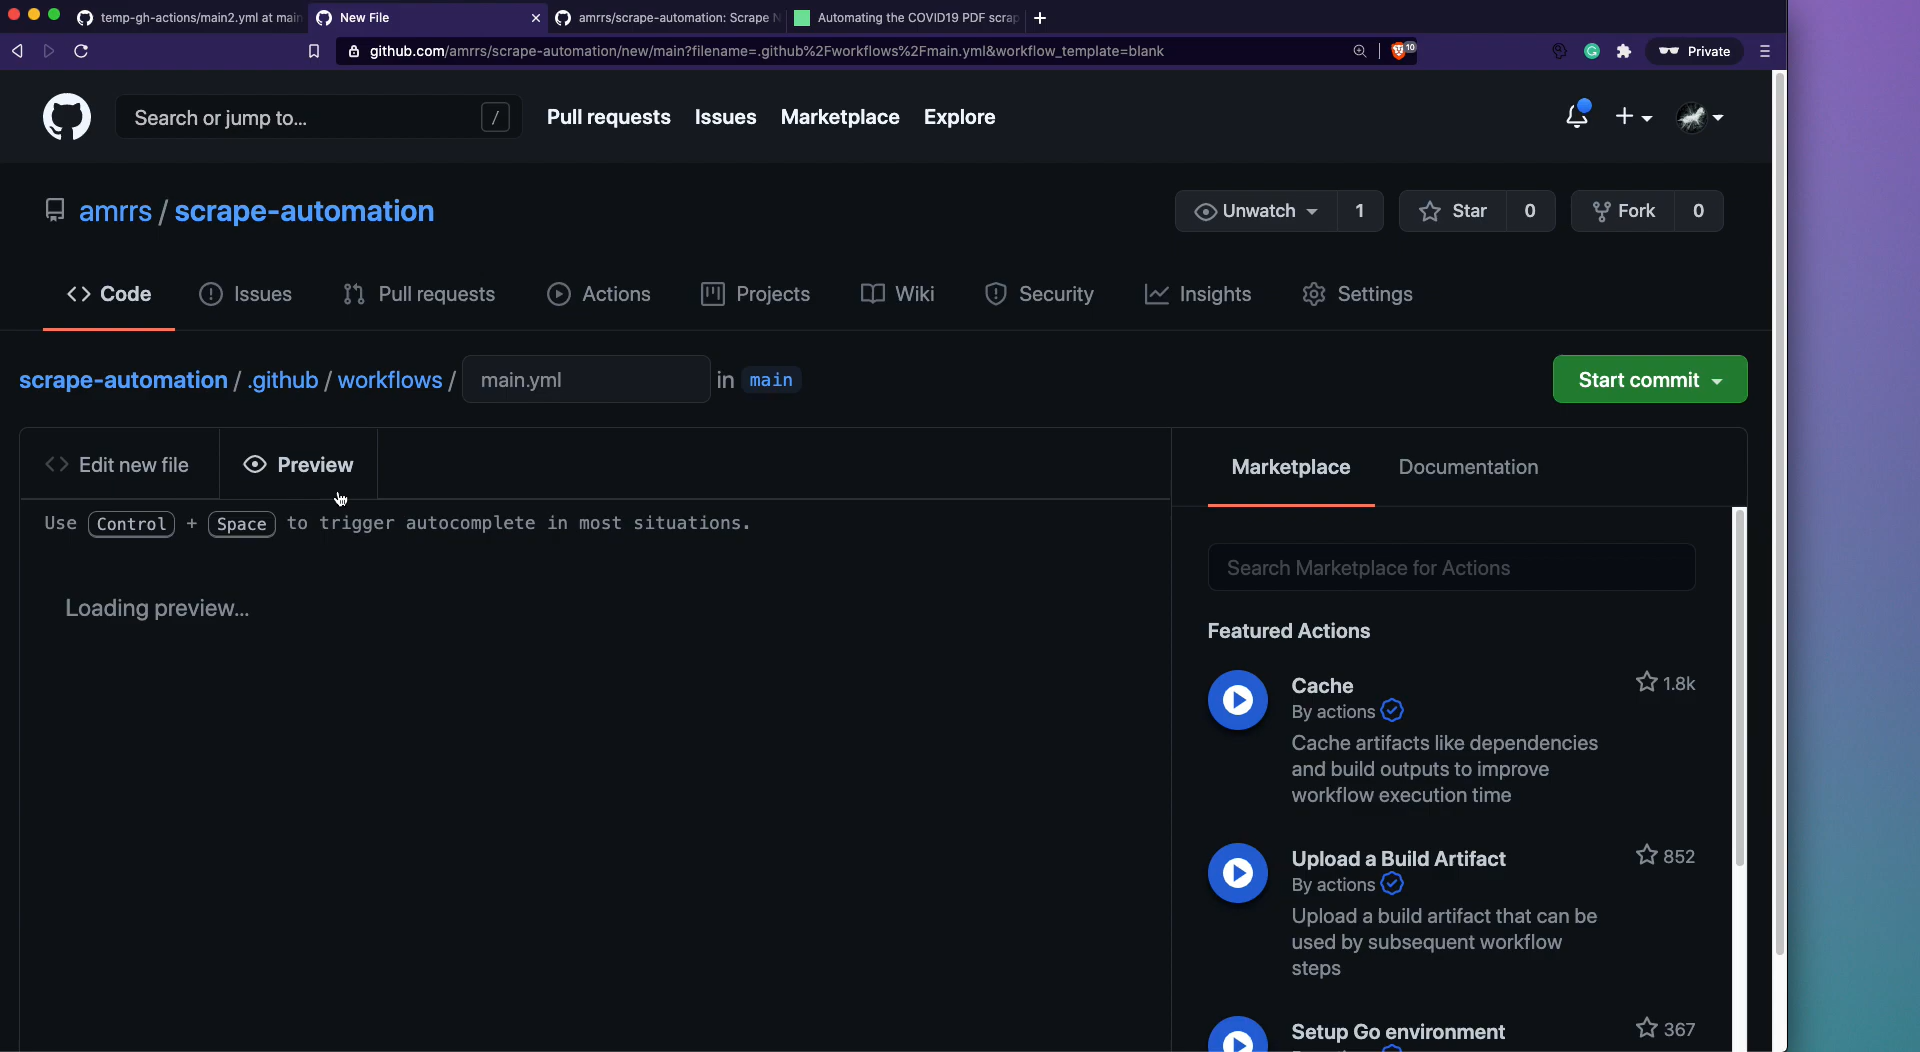 temp-gh-actions/main2.yml at main
New File
amrrs/scrape-automation: Scrape N
Automating the COVID19 PDF scrap
github.com/amrrs/scrape-automation/new/main?filename=.github%2Fworkflows%2Fmain.yml&workflow_template=blank
10
Private
Search or jump to...
/
Pull requests
Issues
Marketplace
Explore
amrrs / scrape-automation
Unwatch 1
Star 0
Fork 0
Code
Issues
Pull requests
Actions
Projects
Wiki
Security
Insights
Settings
scrape-automation / .github / workflows / main.yml in main
Start commit
Edit new file
Preview
Use Control + Space to trigger autocomplete in most situations.
Loading preview...
Marketplace
Documentation
Search Marketplace for Actions
Featured Actions
Cache
1.8k
By actions
Cache artifacts like dependencies
and build outputs to improve
workflow execution time
Upload a Build Artifact
852
By actions
Upload a build artifact that can be
used by subsequent workflow
steps
Setup Go environment
367